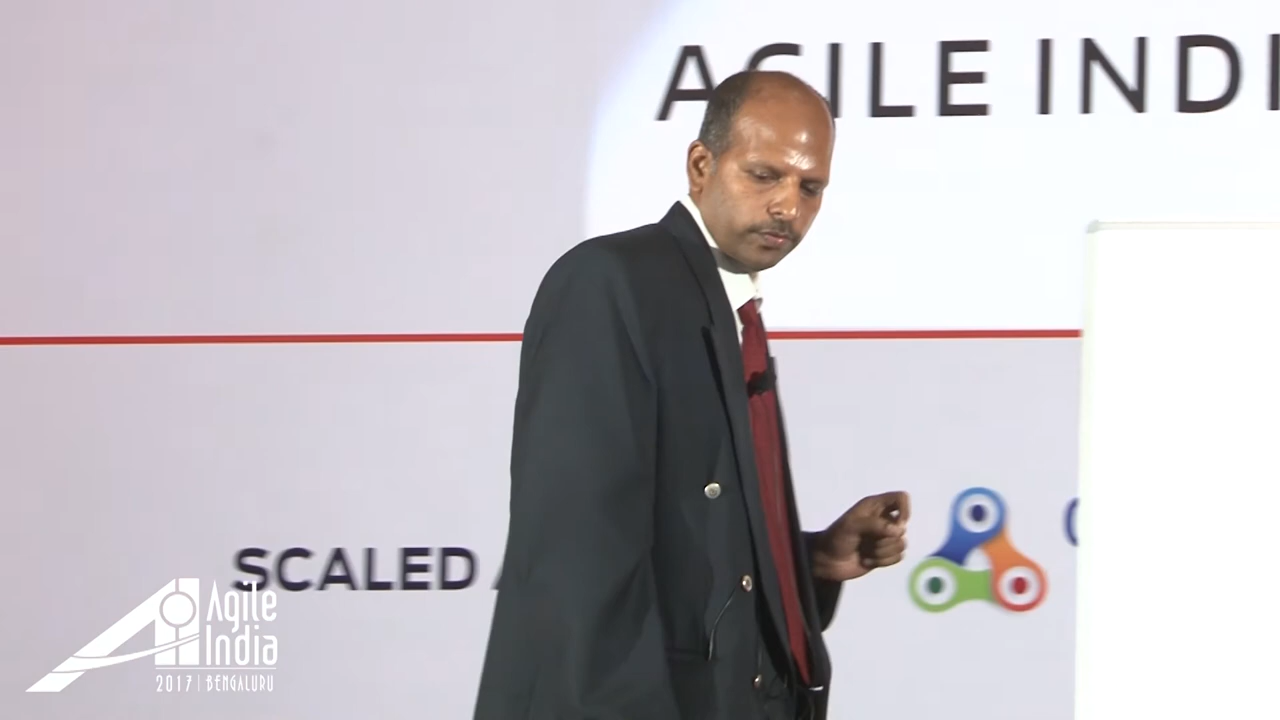 AGILE INDI
SCALED
Agile
India
2017 | BENGALURU